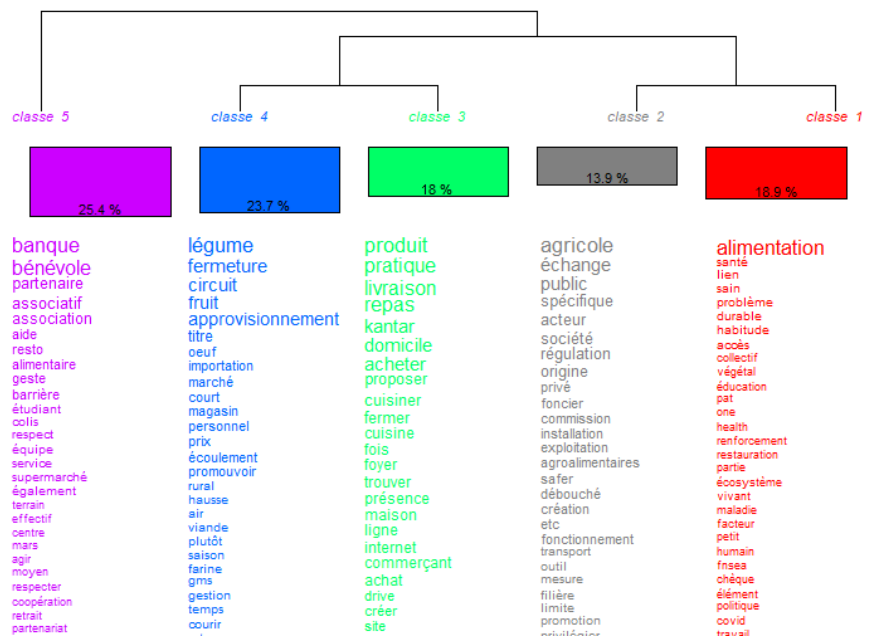 classe 5 classe 4 classe 3 classe 2 classe 1
25.4 % 23.7 % 18 % 13.9 % 18.9 %
banque
bénévole
partenaire
associatif
association
aide
resto
alimentaire
geste
barrière
étudiant
colis
respect
équipe
service
supermarché
également
terrain
effectif
centre
mars
agir
moyen
respecter
coopération
retrait
partenariat
légume
fermeture
circuit
fruit
approvisionnement
titre
oeuf
importation
marché
court
magasin
personnel
prix
écoulement
promouvoir
rural
hausse
air
viande
plutôt
saison
farine
gms
gestion
temps
courir
produit
pratique
livraison
repas
kantar
domicile
acheter
proposer
cuisiner
fermer
cuisine
fois
foyer
trouver
présence
maison
ligne
internet
commerçant
achat
drive
créer
site
agricole
échange
public
spécifique
acteur
société
régulation
origine
privé
foncier
commission
installation
exploitation
agroalimentaires
safer
débouché
création
etc
fonctionnement
transport
outil
mesure
filière
limite
promotion
privilégier
alimentation
santé
lien
sain
problème
durable
habitude
accès
collectif
végétal
éducation
pat
one
health
renforcement
restauration
partie
écosystème
vivant
maladie
facteur
petit
humain
fnsea
chéque
élément
politique
covid
travail